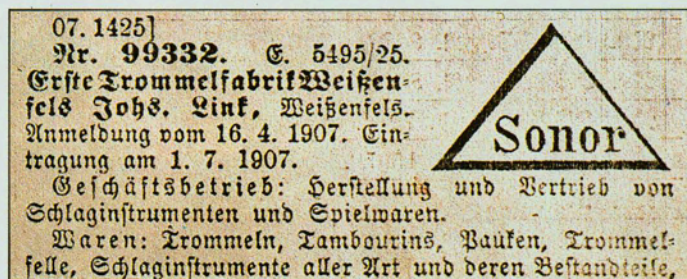 07. 1425]
Nr. 99332. E. 5495/25.
Erste Trommelfabrik Weißen=
fels Johs. Link, Weißenfels.
Anmeldung vom 16. 4. 1907. Ein=
tragung am 1. 7. 1907.
Sonor
Geschäftsbetrieb: Herstellung und Vertrieb von
Schlaginstrumenten und Spielwaren.
Waren: Trommeln, Tambourins, Pauken, Trommel=
felle, Schlaginstrumente aller Art und deren Bestandteile,